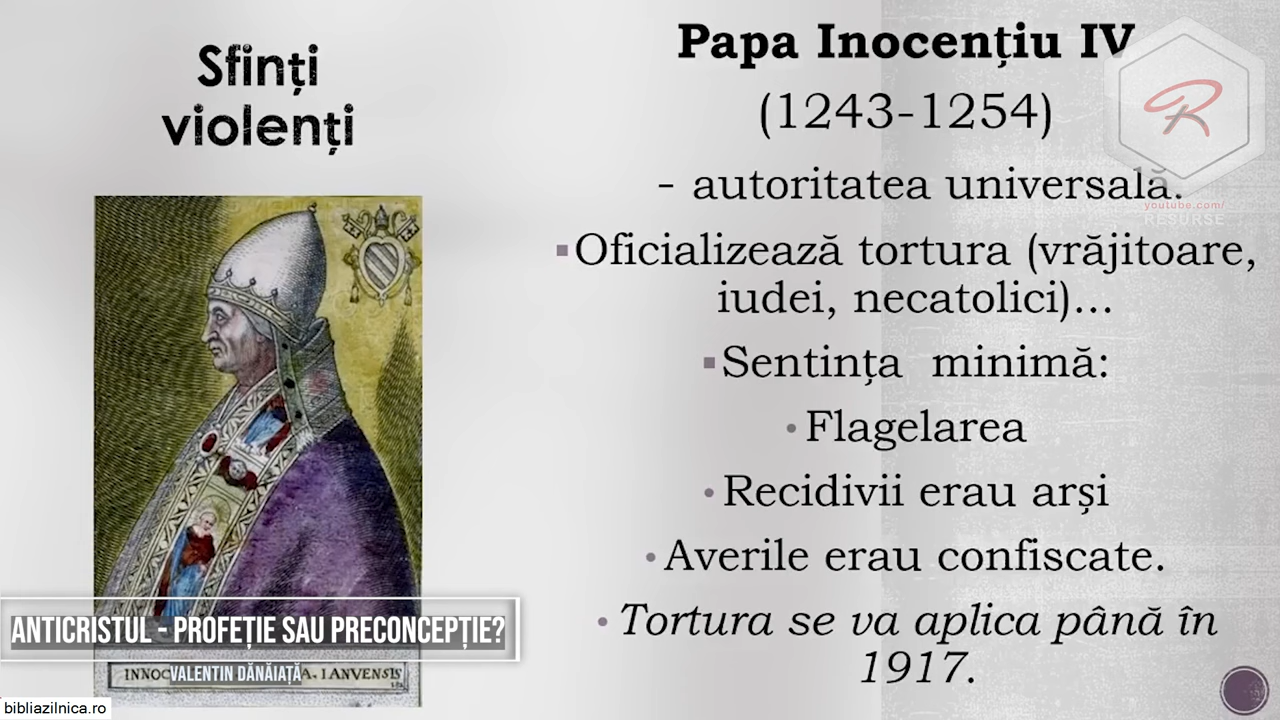 Sfinți
violenți
Papa Inocențiu IV
(1243-1254)
- autoritatea universală.
▪Oficializează tortura (vrăjitoare,
iudei, necatolici)...
▪Sentința minimă:
• Flagelarea
• Recidivii erau arși
• Averile erau confiscate.
• Tortura se va aplica până în
1917.
R
youtube.com/
RESURSE
ANTICRISTUL - PROFEȚIE SAU PRECONCEPȚIE?
INNOC
VALENTIN DĂNĂIAȚĂ
A. IANVENSIS
bibliazilnica.ro